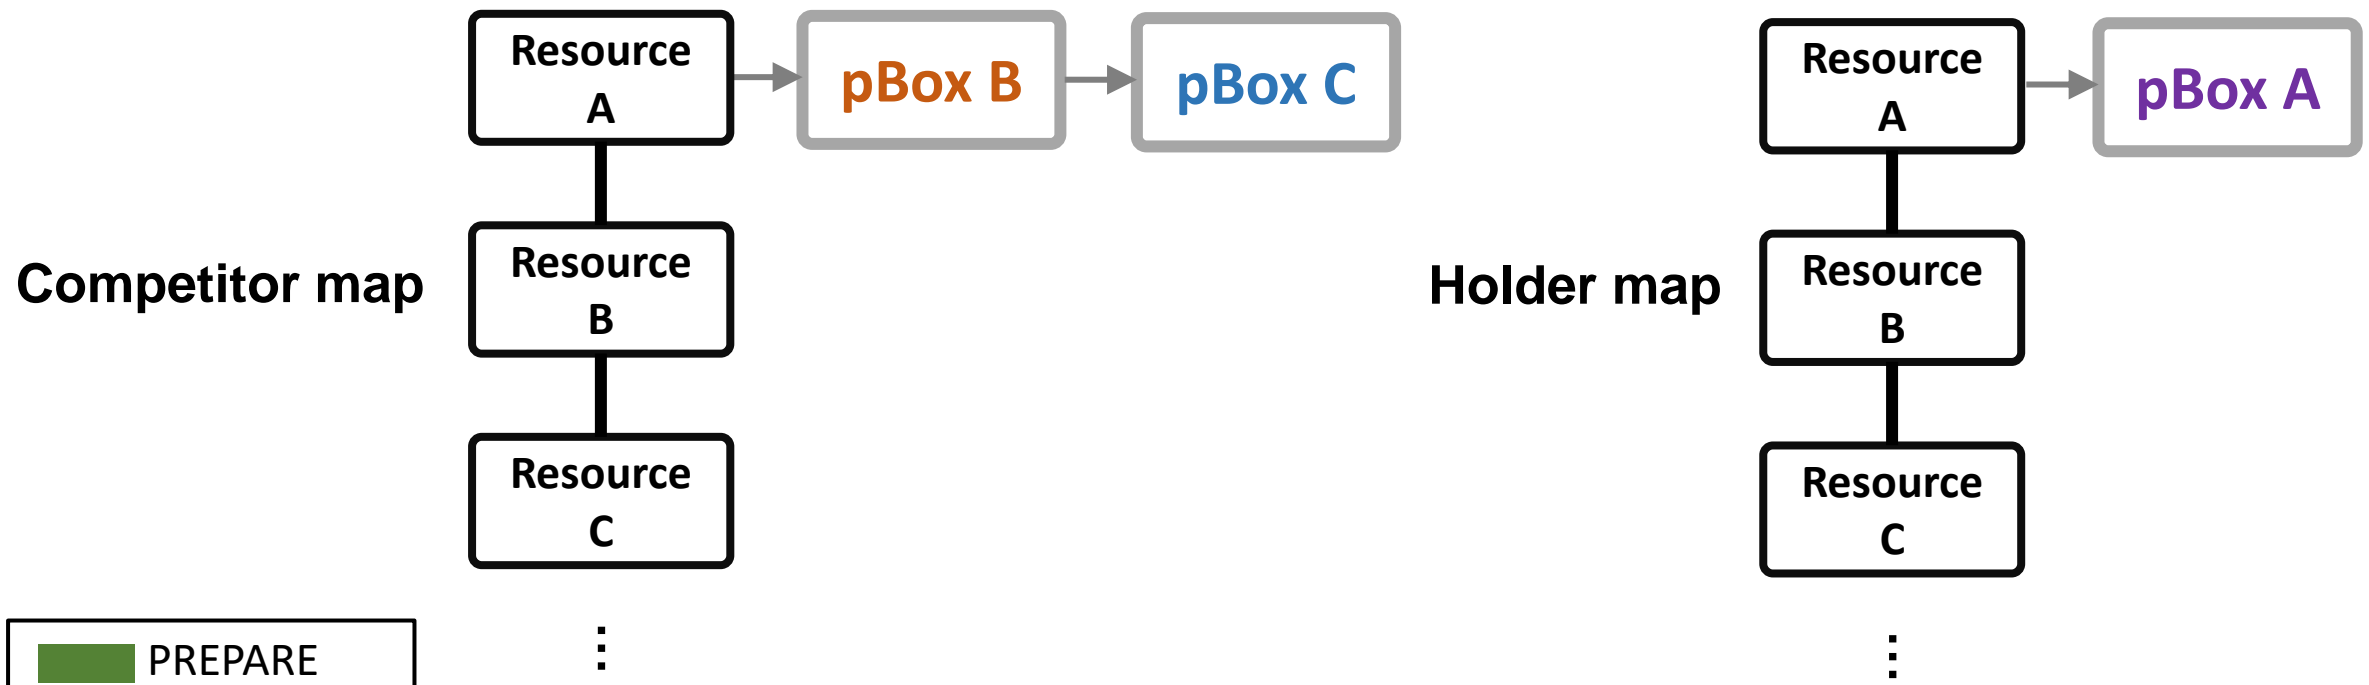 Competitor map
Resource
A
pBox B
pBox C
Resource
B
Resource
C
⋮
PREPARE
Holder map
Resource
A
pBox A
Resource
B
Resource
C
⋮